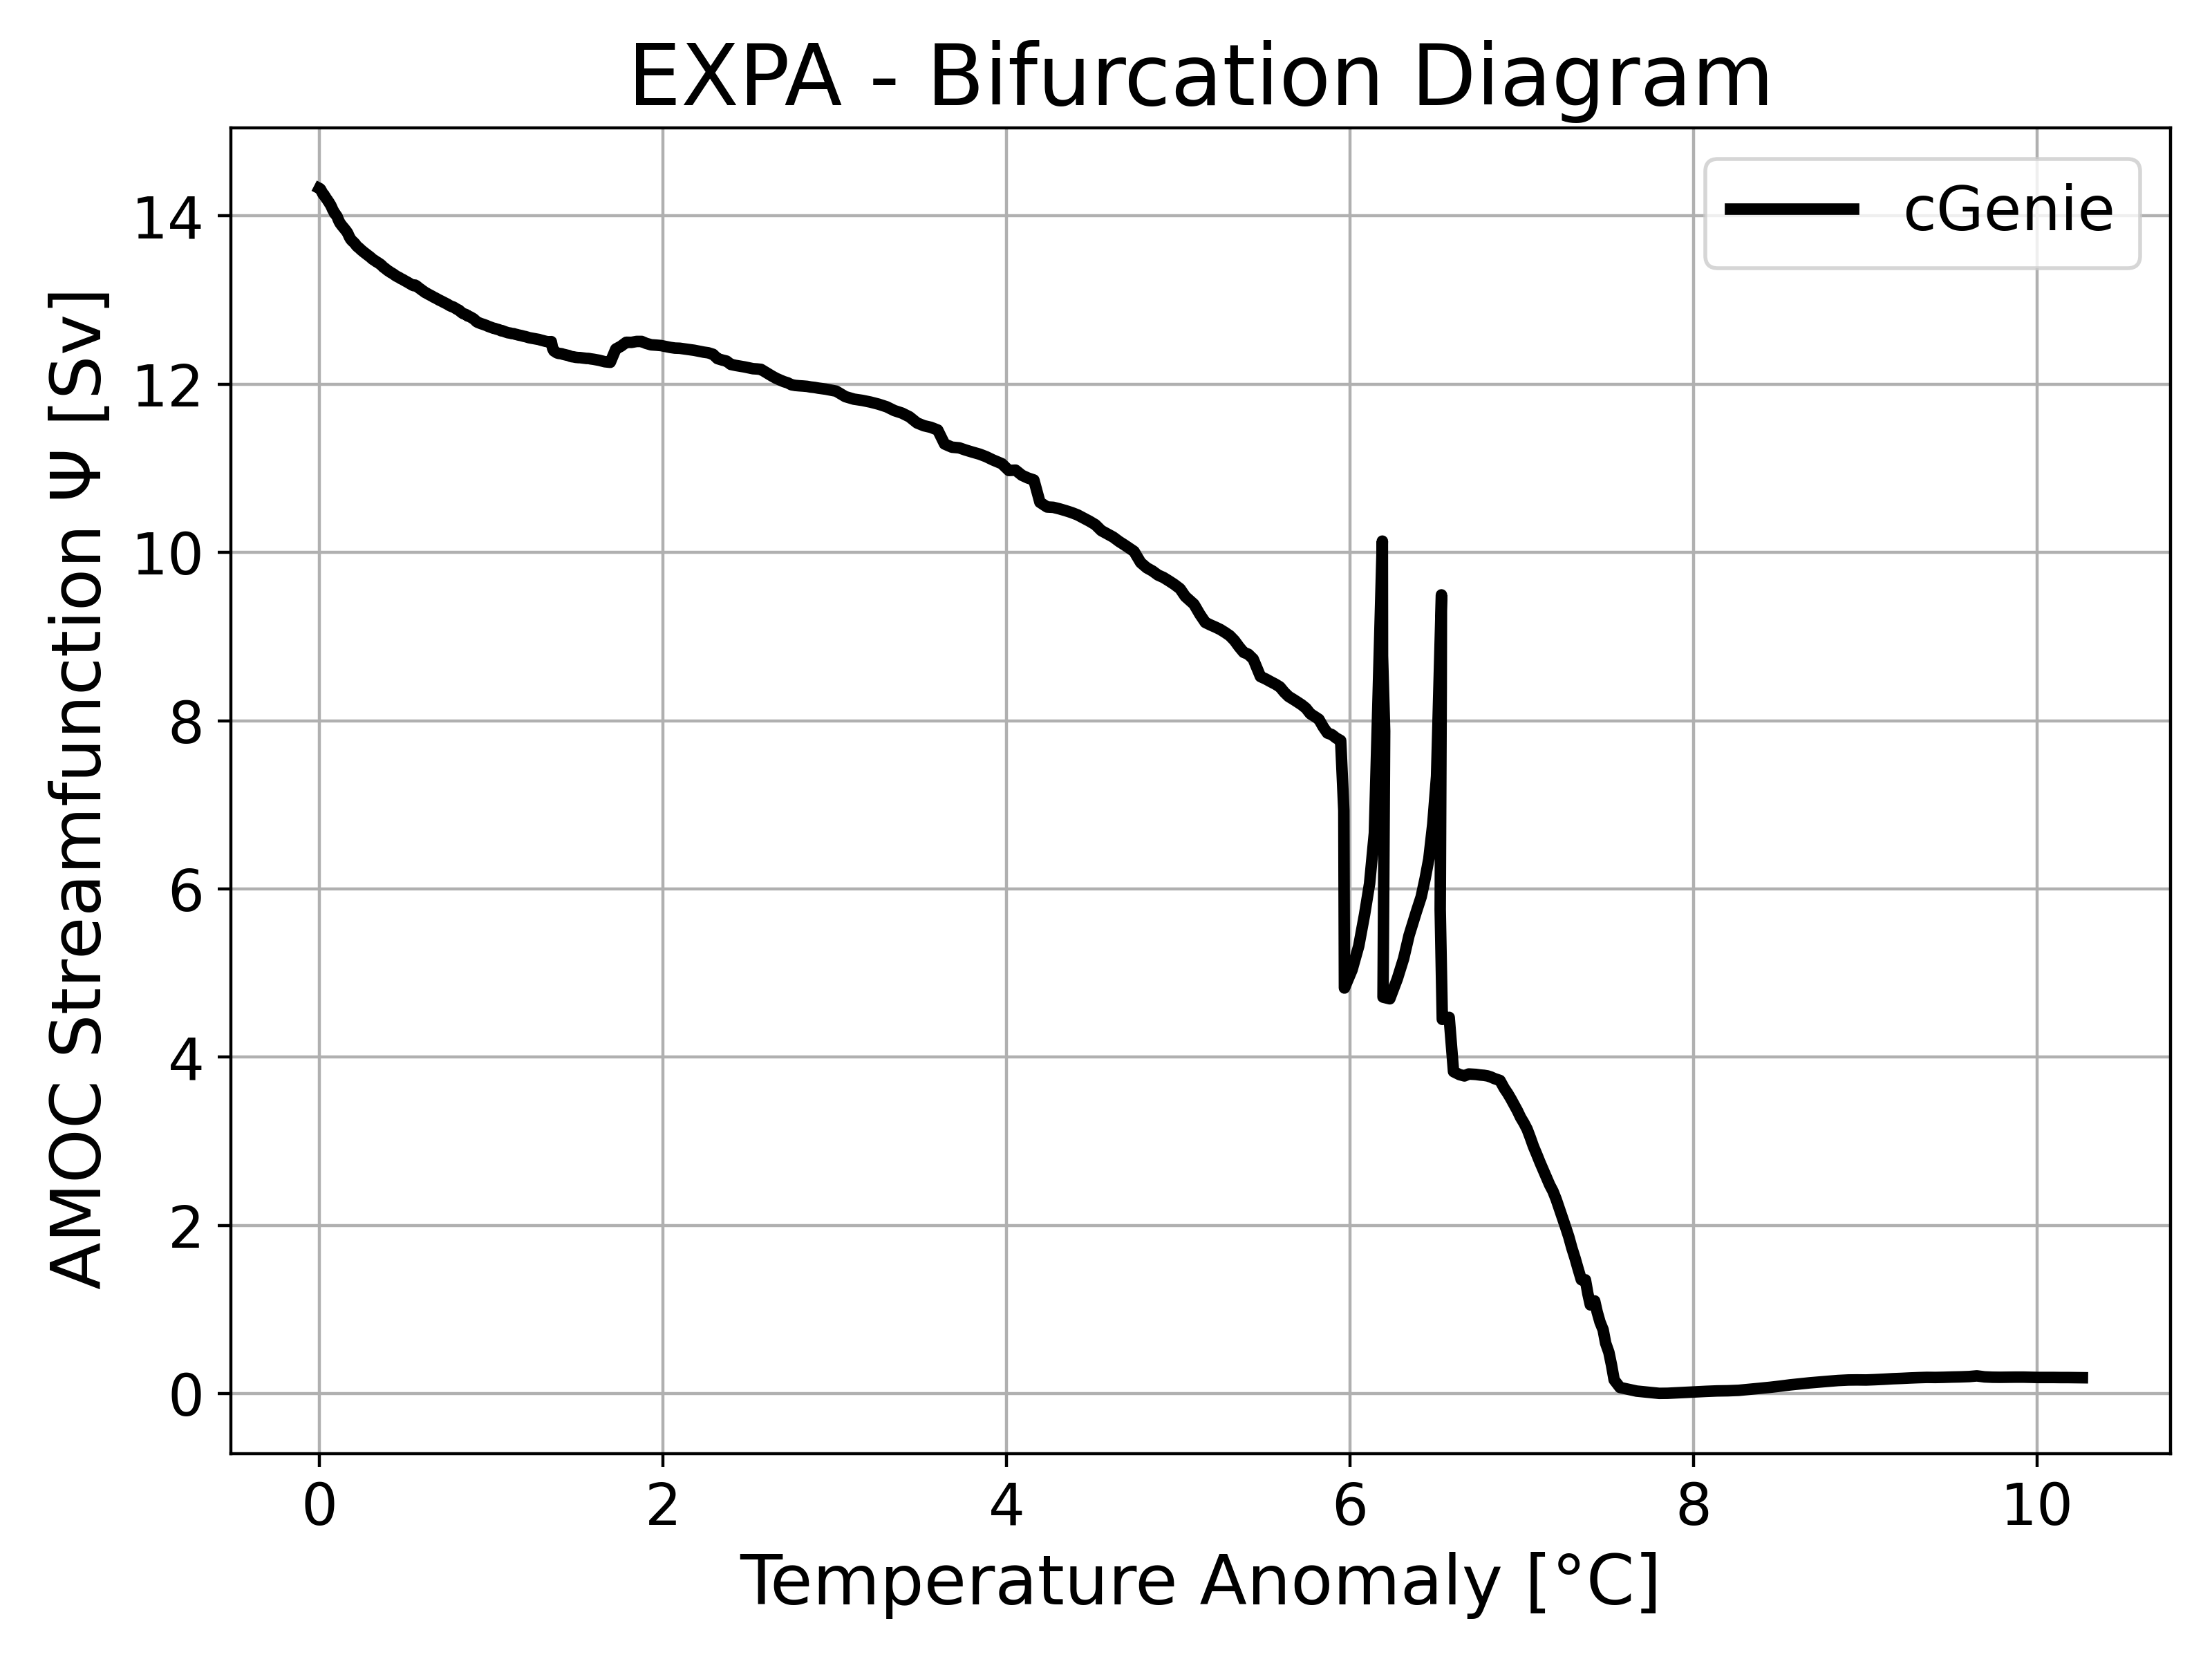 EXPA - Bifurcation Diagram
cGenie
AMOC Streamfunction Ψ [Sv]
14
12
10
8
6
4
2
0
0 2 4 6 8 10
Temperature Anomaly [°C]